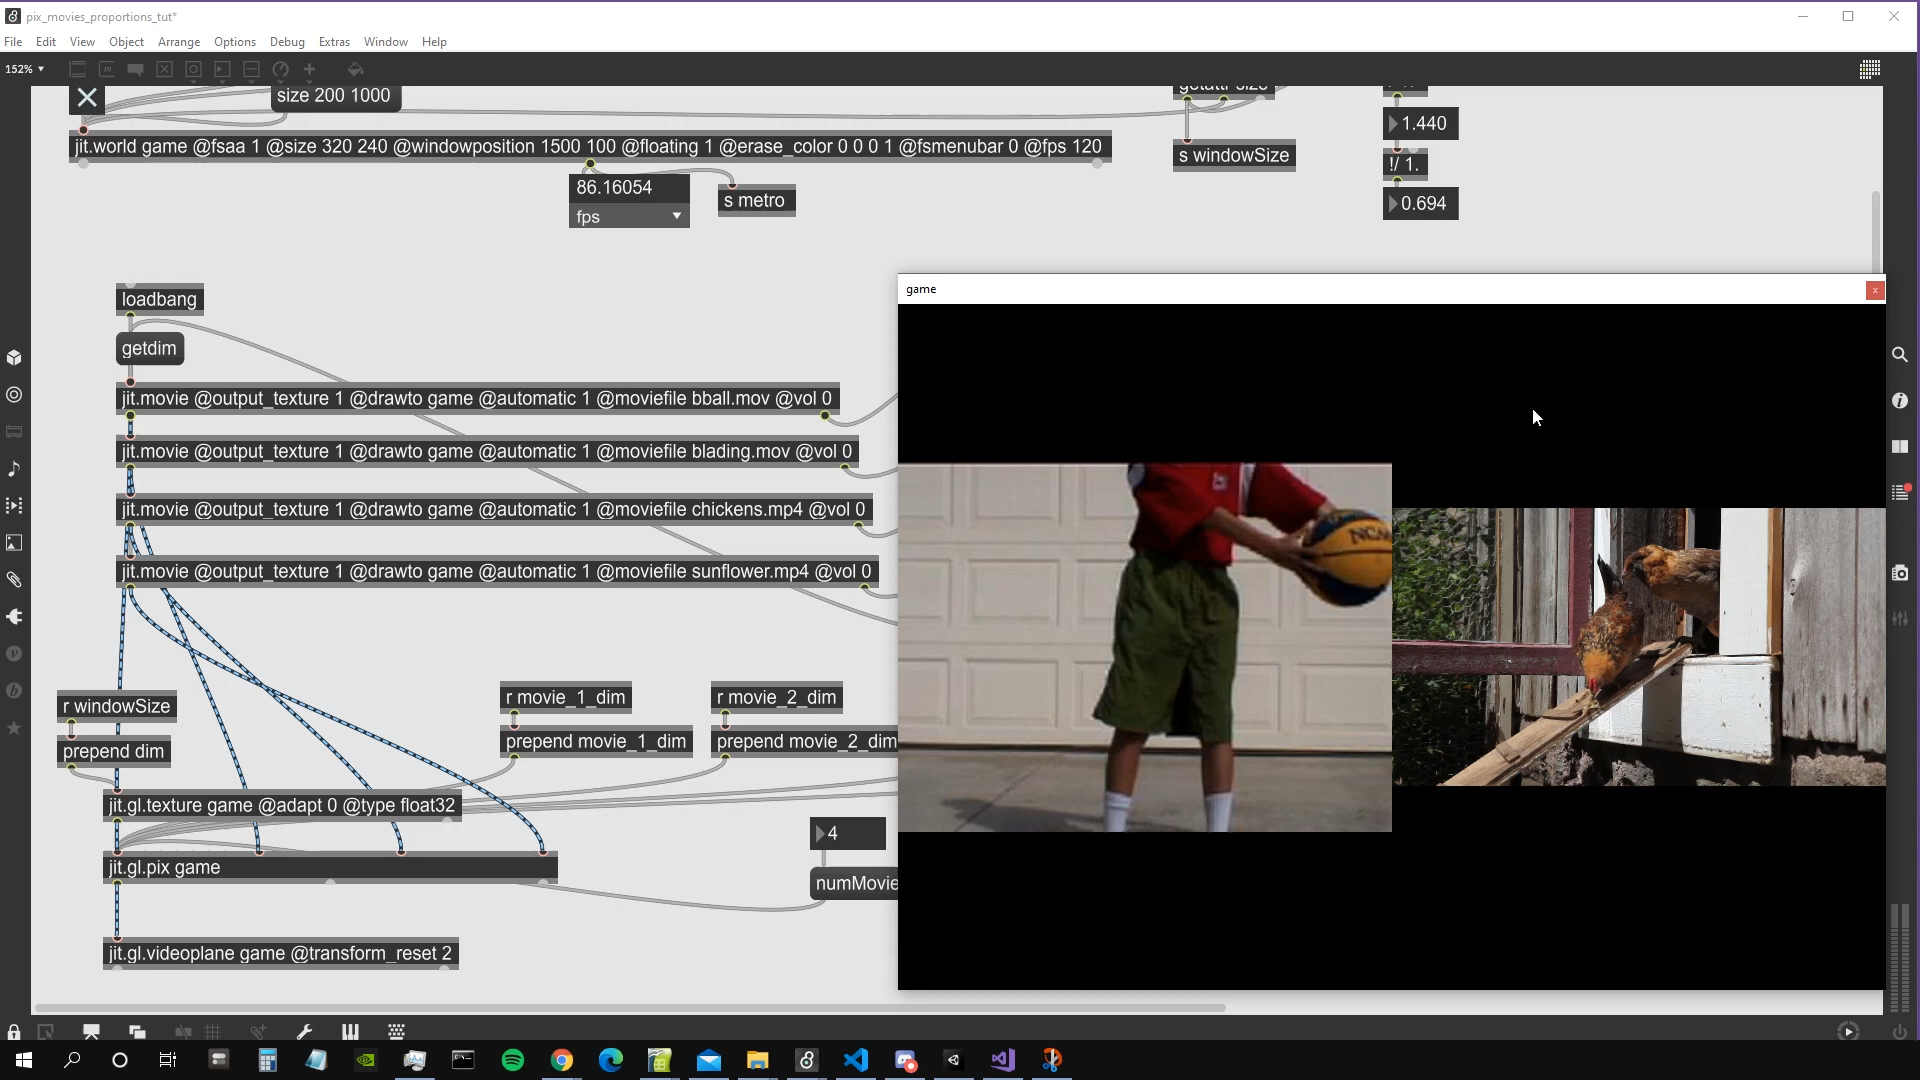 pix_movies_proportions_tut*
File Edit View Object Arrange Options Debug Extras Window Help
152%
size 200 1000
getattr size
1.440
jit.world game @fsaa 1 @size 320 240 @windowposition 1500 100 @floating 1 @erase_color 0 0 0 1 @fsmenubar 0 @fps 120
s windowSize
!/ 1.
86.16054
s metro
0.694
fps
loadbang
game
x
getdim
jit.movie @output_texture 1 @drawto game @automatic 1 @moviefile bball.mov @vol 0
jit.movie @output_texture 1 @drawto game @automatic 1 @moviefile blading.mov @vol 0
jit.movie @output_texture 1 @drawto game @automatic 1 @moviefile chickens.mp4 @vol 0
NCA
jit.movie @output_texture 1 @drawto game @automatic 1 @moviefile sunflower.mp4 @vol 0
r windowSize
r movie_1_dim
r movie_2_dim
prepend dim
prepend movie_1_dim
prepend movie_2_dim
jit.gl.texture game @adapt 0 @type float32
4
jit.gl.pix game
numMovie
jit.gl.videoplane game @transform_reset 2